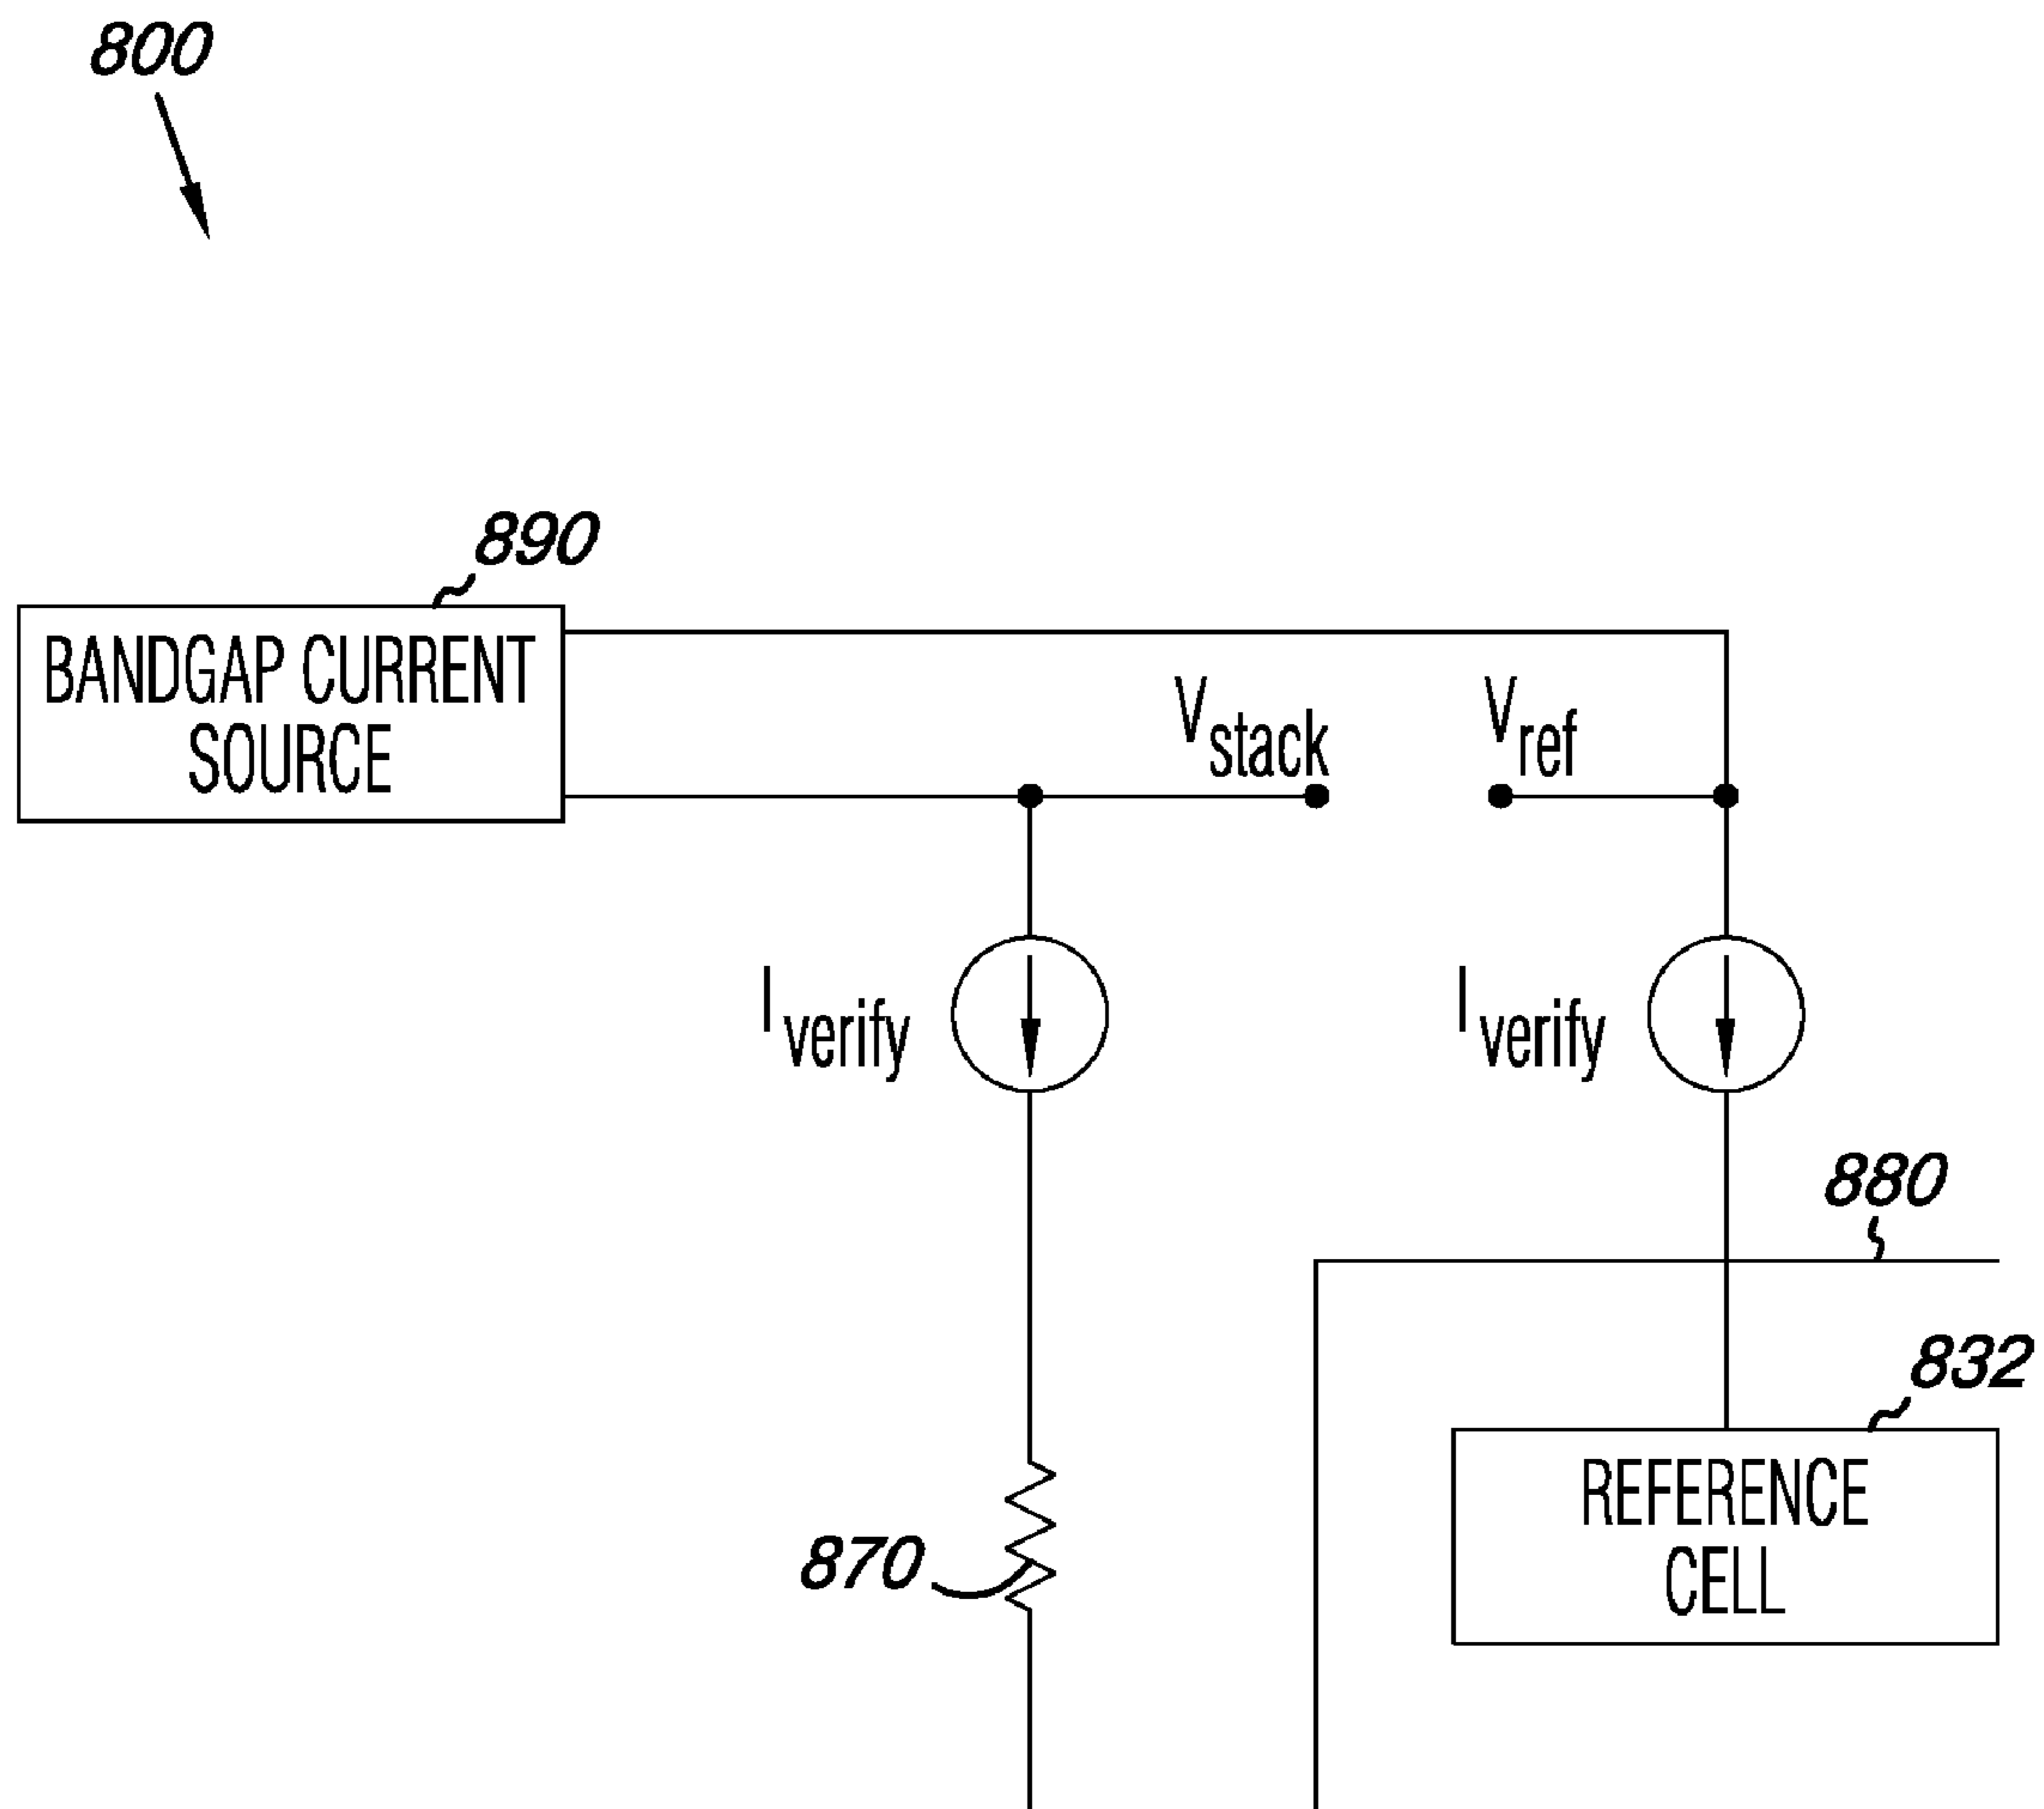 800
890
BANDGAP CURRENT
SOURCE
Vstack
Vref
Iverify
Iverify
880
832
REFERENCE
CELL
870